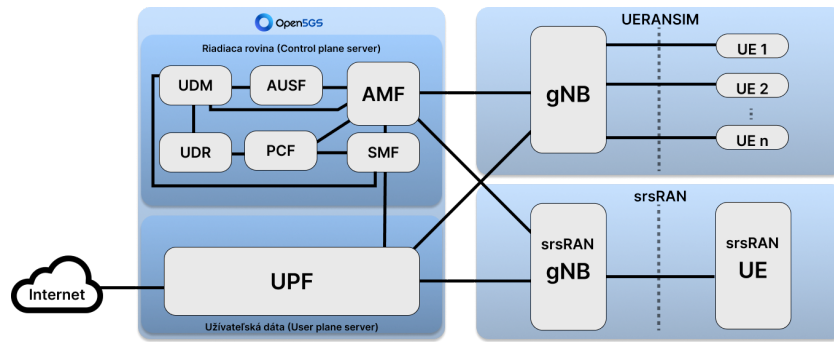 Open5GS
Riadiaca rovina (Control plane server)
UDM
AUSF
AMF
UDR
PCF
SMF
UPF
Užívateľská dáta (User plane server)
Internet
UERANSIM
gNB
UE 1
UE 2
UE n
srsRAN
srsRAN
gNB
srsRAN
UE